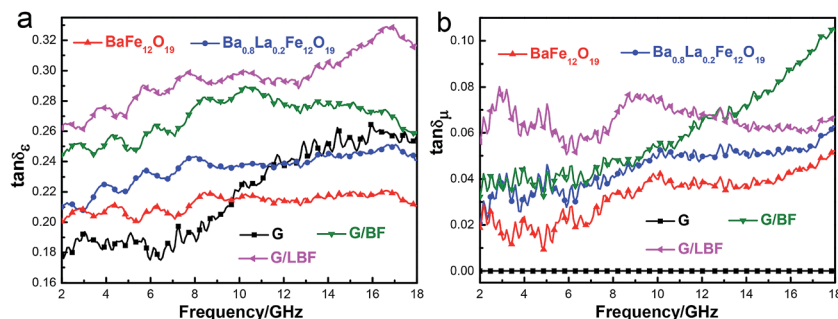 a
BaFe₁₂O₁₉
Ba₀.₈La₀.₂Fe₁₂O₁₉
tanδε
0.32
0.30
0.28
0.26
0.24
0.22
0.20
0.18
0.16
G
G/BF
G/LBF
2 4 6 8 10 12 14 16 18
Frequency/GHz
b
BaFe₁₂O₁₉
Ba₀.₈La₀.₂Fe₁₂O₁₉
tanδμ
0.10
0.08
0.06
0.04
0.02
0.00
G
G/BF
G/LBF
2 4 6 8 10 12 14 16 18
Frequency/GHz